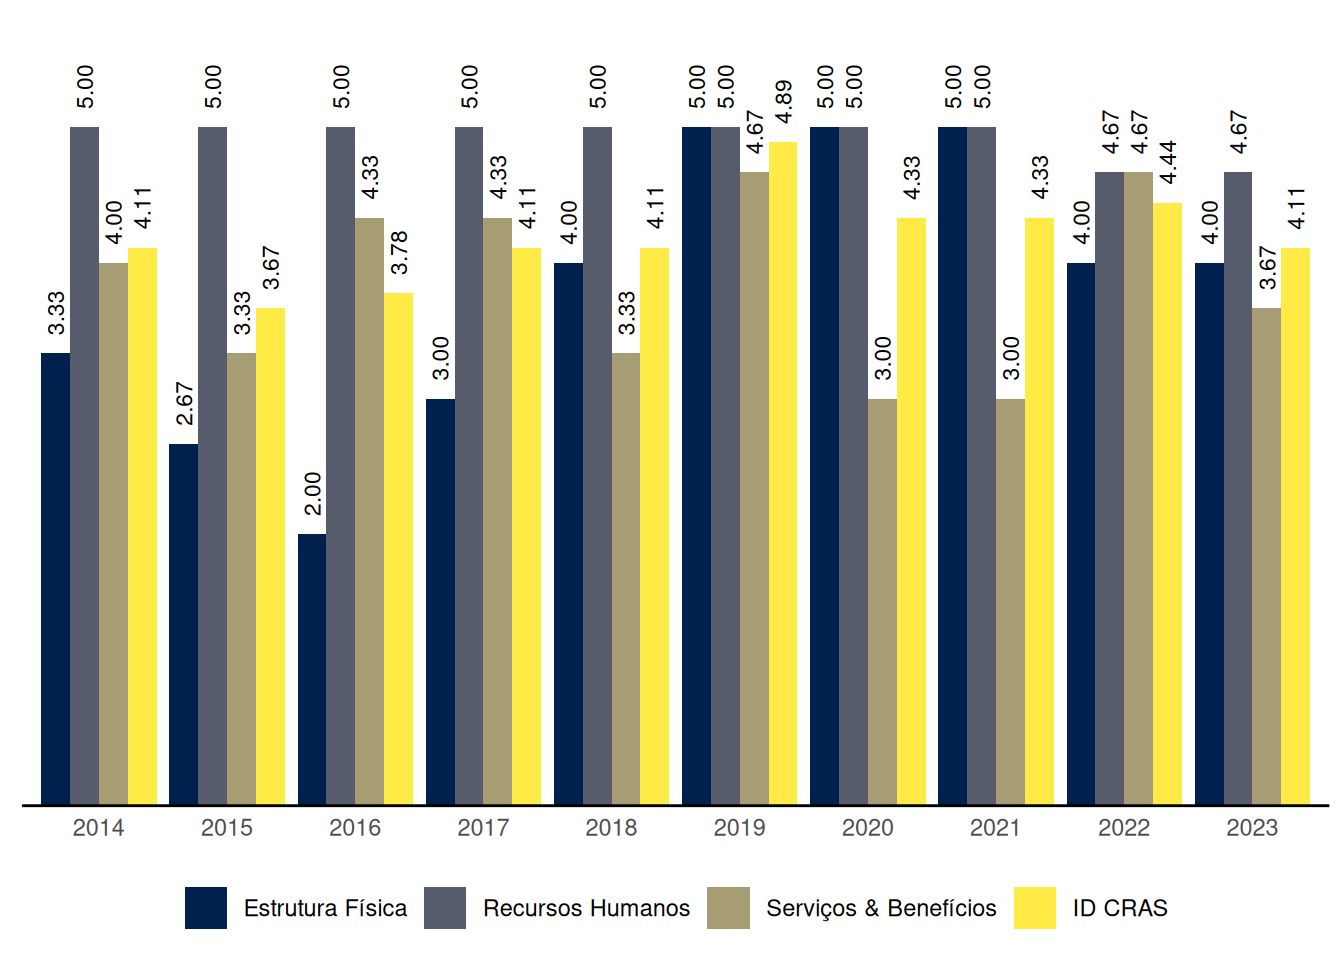 3.33 5.00 4.00 4.11
2.67 5.00 3.33 3.67
2.00 5.00 4.33 3.78
3.00 5.00 4.33 4.11
4.00 5.00 3.33 4.11
5.00 5.00 4.67 4.89
5.00 5.00 3.00 4.33
5.00 5.00 3.00 4.33
4.00 4.67 4.67 4.44
4.00 4.67 3.67 4.11
2014 2015 2016 2017 2018 2019 2020 2021 2022 2023
Estrutura Física Recursos Humanos Serviços & Benefícios ID CRAS